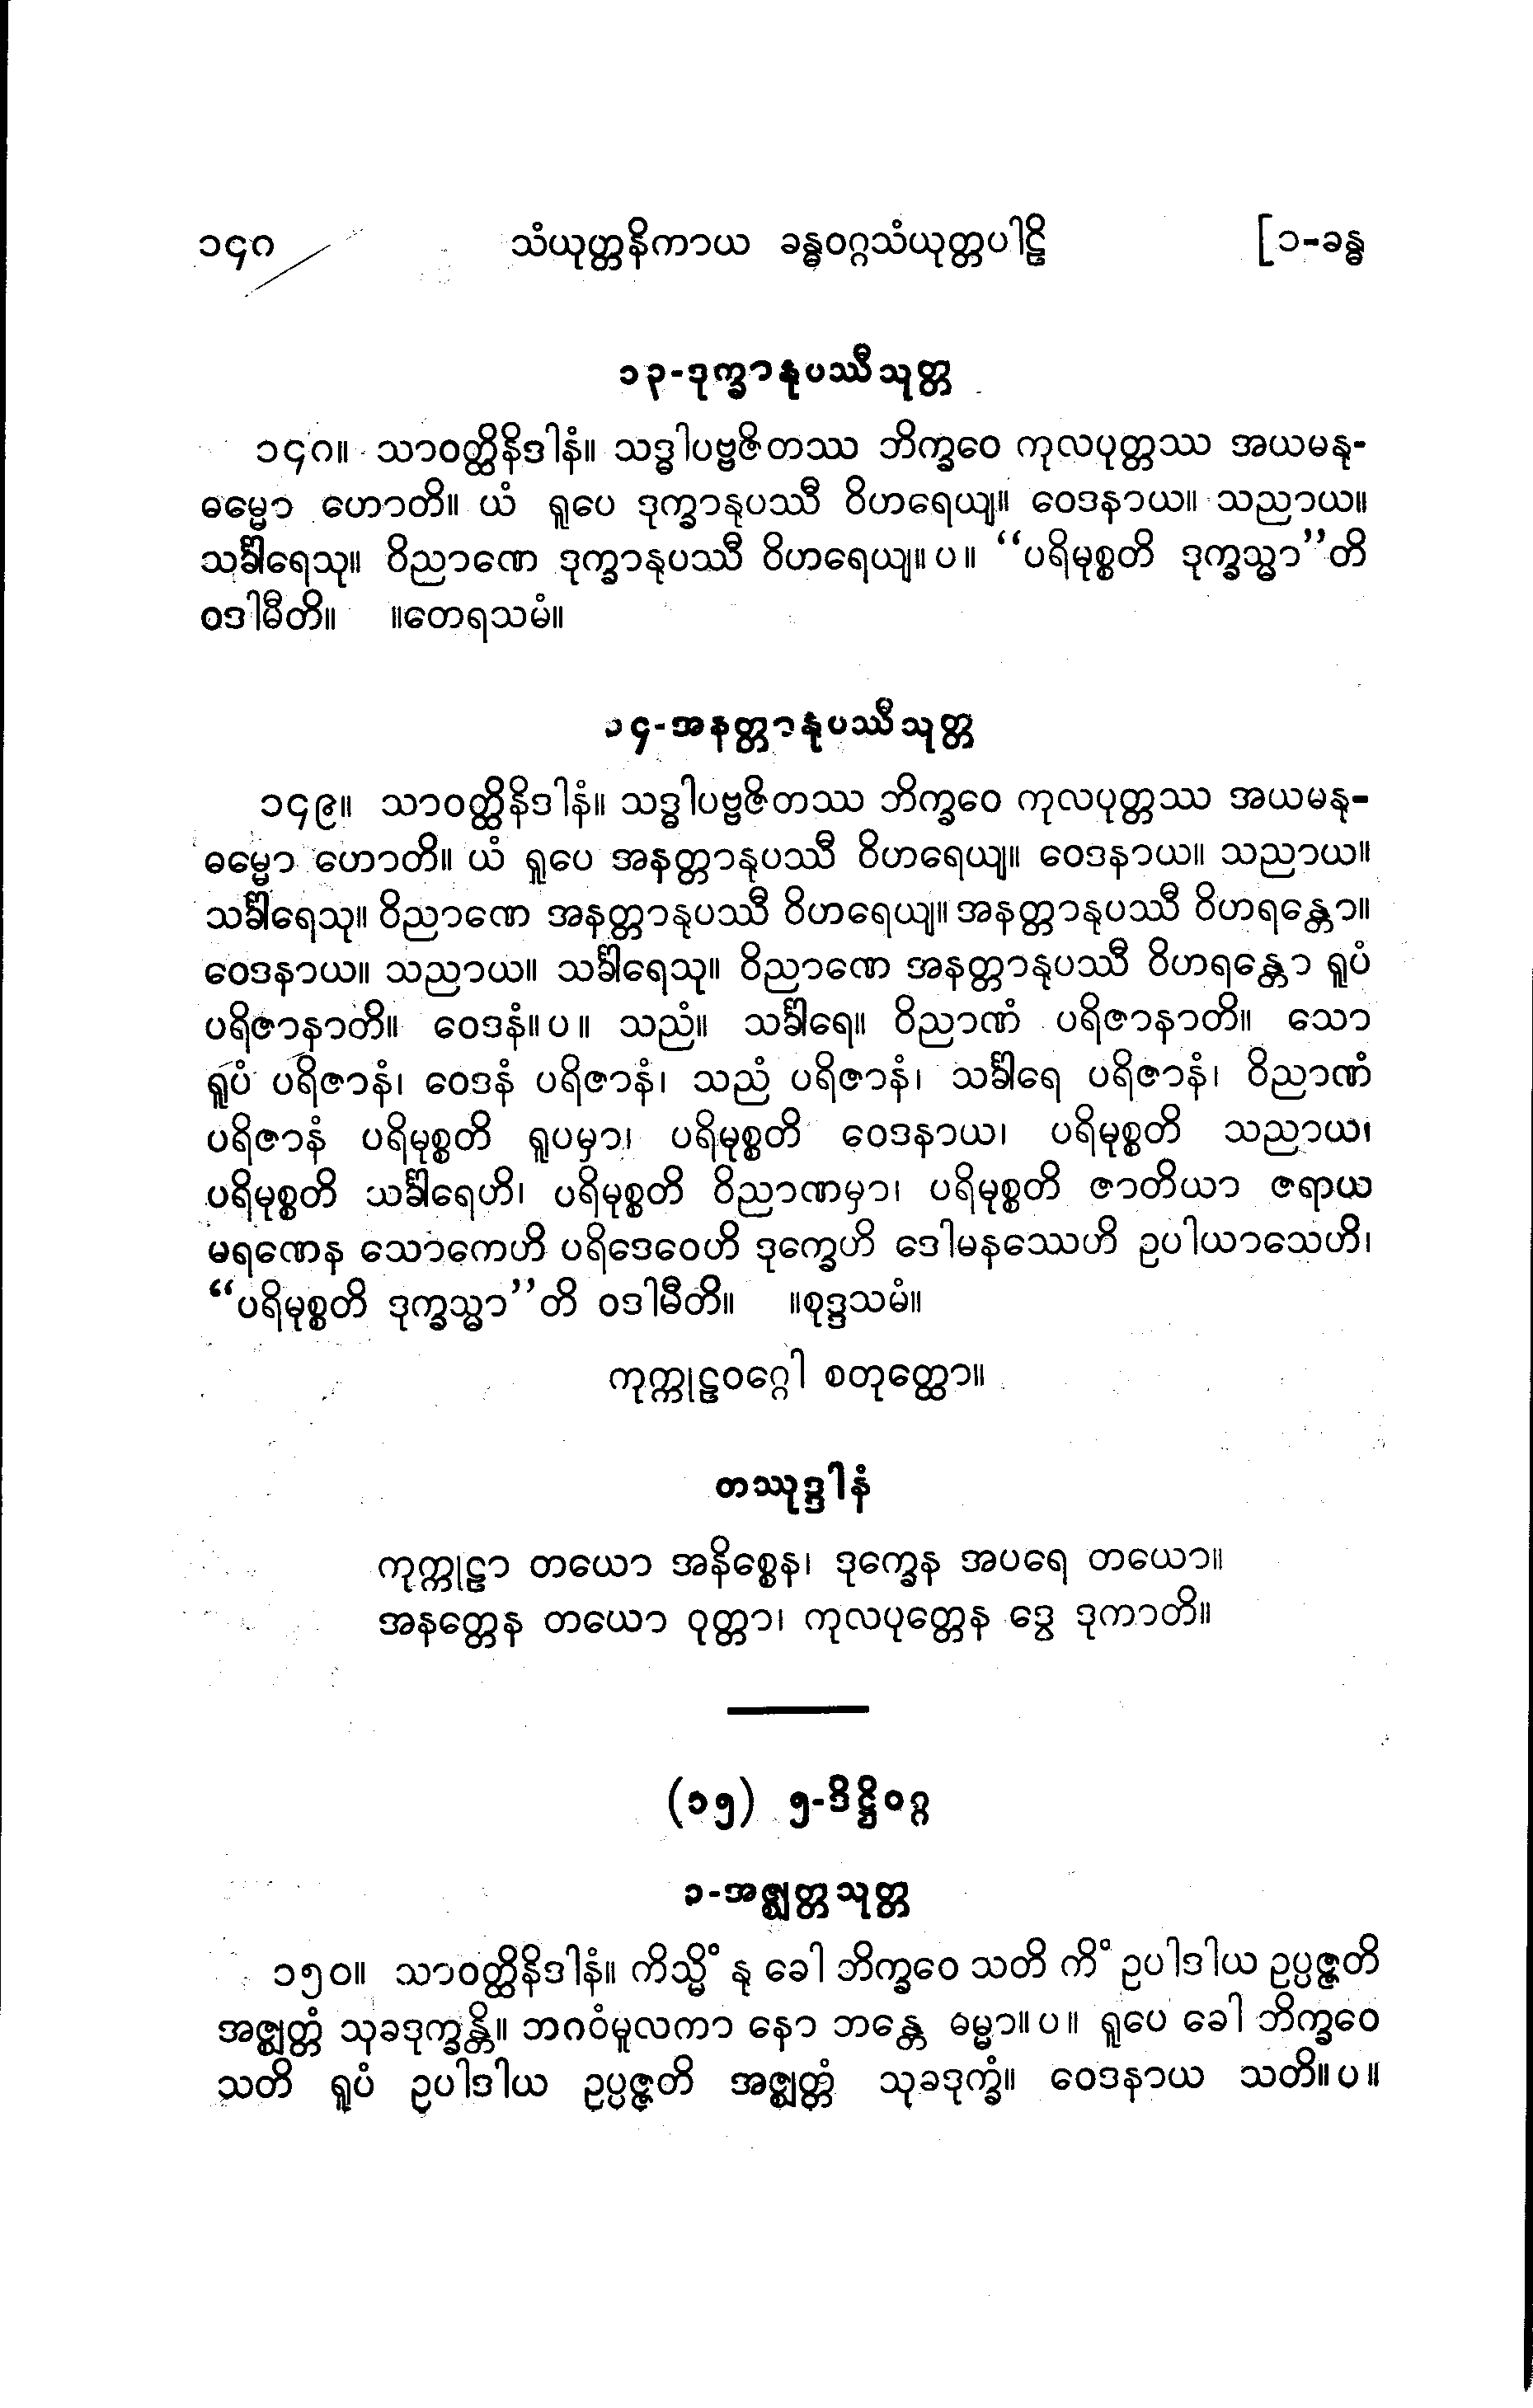 ၁၄၈ သံယုတ္တနိကာယ ခန္ဓဝဂ္ဂသံယုတ္တပါဠိ [၁-ခန္ဓ
၁၃-ဒုက္ခာနုပဿီသုတ္တ
၁၄၈။ သာဝတ္ထိနိဒါနံ။ သဒ္ဓါပဗ္ဗဇိတဿ ဘိက္ခဝေ ကုလပုတ္တဿ အယမနု-
ဓမ္မော ဟောတိ။ ယံ ရူပေ ဒုက္ခာနုပဿီ ဝိဟရေယျ။ ဝေဒနာယ။ သညာယ။
သင်္ခါရေသု။ ဝိညာဏေ ဒုက္ခာနုပဿီ ဝိဟရေယျ။ပ။ “ပရိမုစ္စတိ ဒုက္ခသ္မာ”တိ
ဝဒါမီတိ။ ။တေရသမံ။
၁၄-အနတ္တာနုပဿီသုတ္တ
၁၄၉။ သာဝတ္ထိနိဒါနံ။ သဒ္ဓါပဗ္ဗဇိတဿ ဘိက္ခဝေ ကုလပုတ္တဿ အယမနု-
ဓမ္မော ဟောတိ။ ယံ ရူပေ အနတ္တာနုပဿီ ဝိဟရေယျ။ ဝေဒနာယ။ သညာယ။
သင်္ခါရေသု။ ဝိညာဏေ အနတ္တာနုပဿီ ဝိဟရေယျ။ အနတ္တာနုပဿီ ဝိဟရန္တော။
ဝေဒနာယ။ သညာယ။ သင်္ခါရေသု။ ဝိညာဏေ အနတ္တာနုပဿီ ဝိဟရန္တော ရူပံ
ပရိဇာနာတိ။ ဝေဒနံ။ပ။ သညံ။ သင်္ခါရေ။ ဝိညာဏံ ပရိဇာနာတိ။ သော
ရူပံ ပရိဇာနံ၊ ဝေဒနံ ပရိဇာနံ၊ သညံ ပရိဇာနံ၊ သင်္ခါရေ ပရိဇာနံ၊ ဝိညာဏံ
ပရိဇာနံ ပရိမုစ္စတိ ရူပမှာ၊ ပရိမုစ္စတိ ဝေဒနာယ၊ ပရိမုစ္စတိ သညာယ၊
ပရိမုစ္စတိ သင်္ခါရေဟိ၊ ပရိမုစ္စတိ ဝိညာဏမှာ၊ ပရိမုစ္စတိ ဇာတိယာ ဇရာယ
မရဏေန သောကေဟိ ပရိဒေဝေဟိ ဒုက္ခေဟိ ဒေါမနဿေဟိ ဥပါယာသေဟိ၊
“ပရိမုစ္စတိ ဒုက္ခသ္မာ”တိ ဝဒါမီတိ။ ။စုဒ္ဒသမံ။
ကုက္ကုဠဝဂ္ဂေါ စတုတ္ထော။
တဿုဒ္ဒါနံ
ကုက္ကုဠာ တယော အနိစ္စေန၊ ဒုက္ခေန အပရေ တယော။
အနတ္တေန တယော ဝုတ္တာ၊ ကုလပုတ္တေန ဒွေ ဒုကာတိ။
(၁၅) ၅-ဒိဋ္ဌိဝဂ္ဂ
၁-အဇ္ဈတ္တသုတ္တ
၁၅၀။ သာဝတ္ထိနိဒါနံ။ ကိသ္မိံ နု ခေါ ဘိက္ခဝေ သတိ ကိံ ဥပါဒါယ ဥပ္ပဇ္ဇတိ
အဇ္ဈတ္တံ သုခဒုက္ခန္တိ။ ဘဂဝံမူလကာ နော ဘန္တေ ဓမ္မာ။ပ။ ရူပေ ခေါ ဘိက္ခဝေ
သတိ ရူပံ ဥပါဒါယ ဥပ္ပဇ္ဇတိ အဇ္ဈတ္တံ သုခဒုက္ခံ။ ဝေဒနာယ သတိ။ပ။